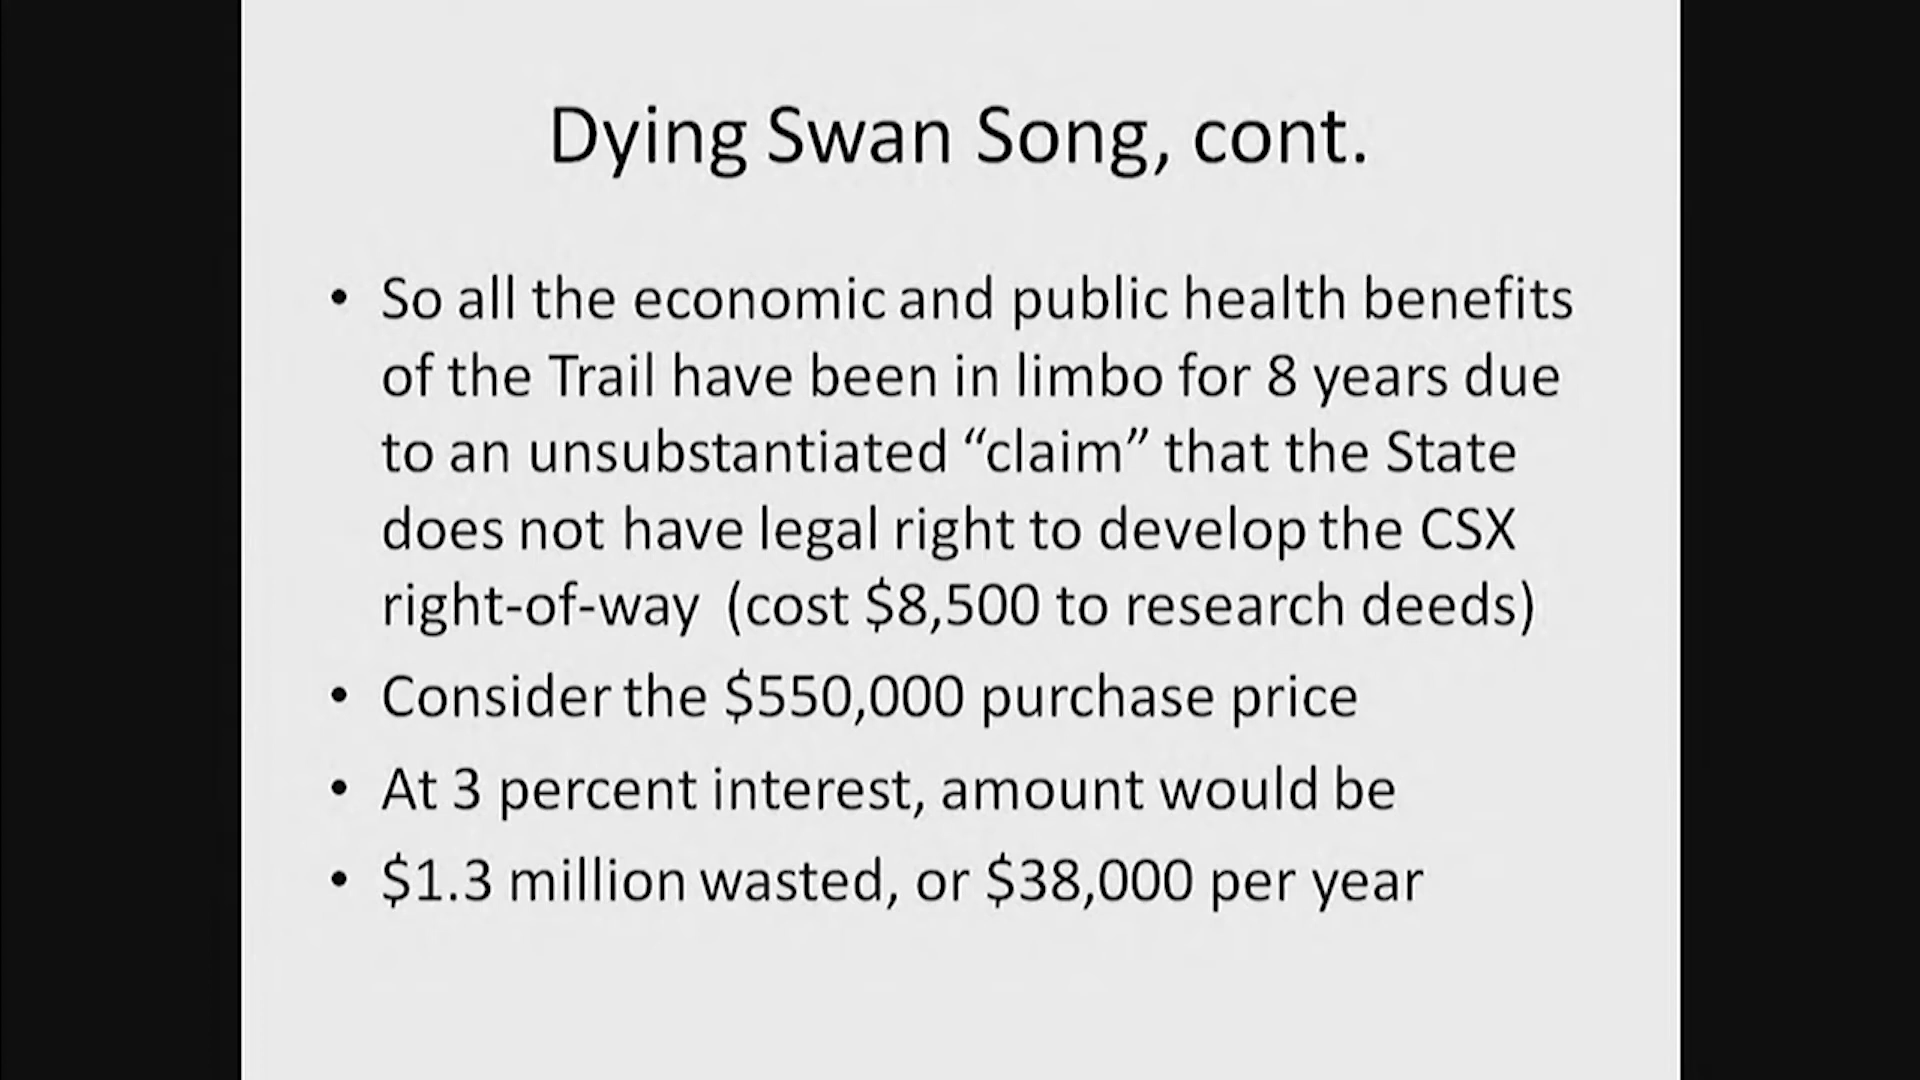 Dying Swan Song, cont.
• So all the economic and public health benefits
of the Trail have been in limbo for 8 years due
to an unsubstantiated “claim” that the State
does not have legal right to develop the CSX
right-of-way (cost $8,500 to research deeds)
• Consider the $550,000 purchase price
• At 3 percent interest, amount would be
• $1.3 million wasted, or $38,000 per year